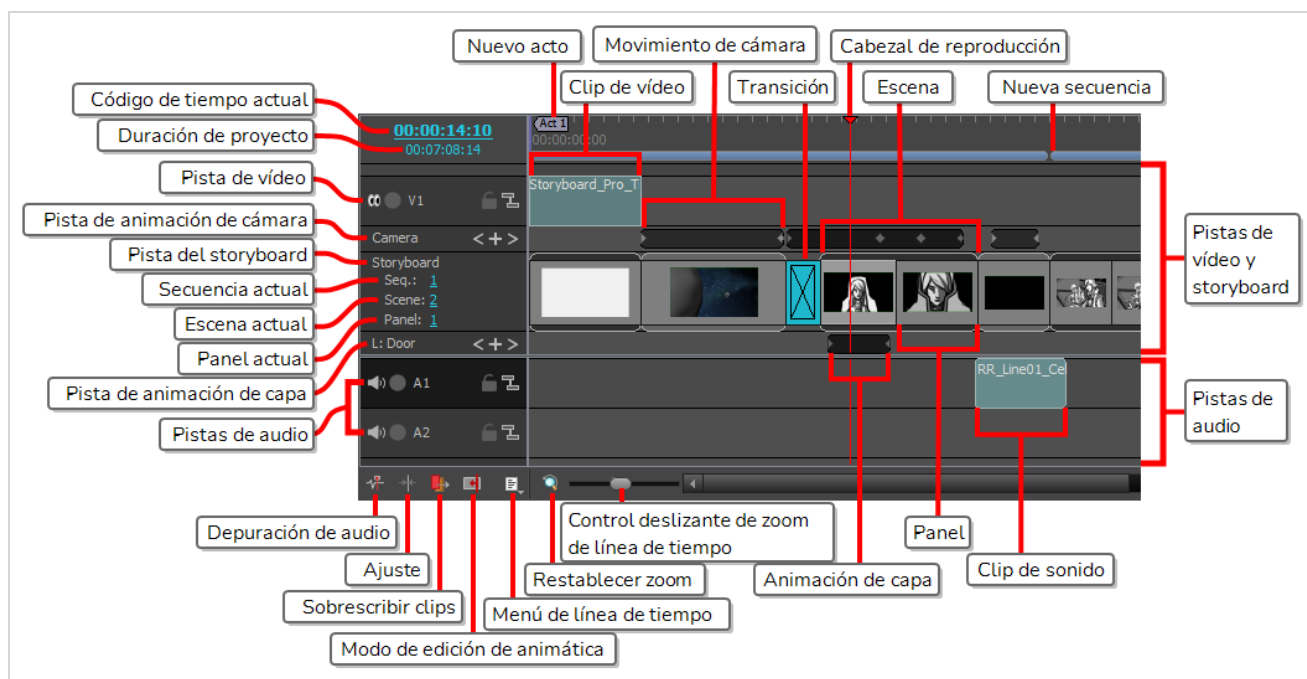 Nuevo acto
Movimiento de cámara
Cabezal de reproducción
Clip de vídeo
Transición
Escena
Nueva secuencia
Código de tiempo actual
Duración de proyecto
Pista de vídeo
Pista de animación de cámara
Pista del storyboard
Secuencia actual
Escena actual
Panel actual
Pista de animación de capa
Pistas de audio
00:00:14:10
00:07:08:14
Act 1
00:00:00:00
V1
Storyboard_Pro_T
Camera
Storyboard
Seq.: 1
Scene: 2
Panel: 1
L: Door
A1
RR_Line01_Cel
A2
Pistas de
vídeo y
storyboard
Pistas de
audio
Depuración de audio
Ajuste
Sobrescribir clips
Modo de edición de animática
Menú de línea de tiempo
Restablecer zoom
Control deslizante de zoom
de línea de tiempo
Animación de capa
Panel
Clip de sonido